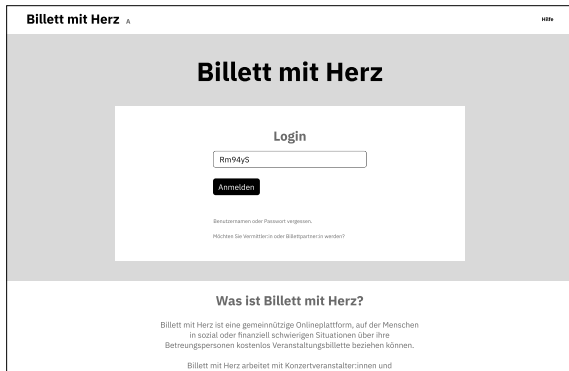 Billett mit Herz A
Hilfe
Billett mit Herz
Login
Rm94yS
Anmelden
Benutzernamen oder Passwort vergessen.
Möchten Sie Vermittler:in oder Billettpartner:in werden?
Was ist Billett mit Herz?
Billett mit Herz ist eine gemeinnützige Onlineplattform, auf der Menschen
in sozial oder finanziell schwierigen Situationen über ihre
Betreuungspersonen kostenlos Veranstaltungsbillette beziehen können.
Billett mit Herz arbeitet mit Konzertveranstalter:innen und